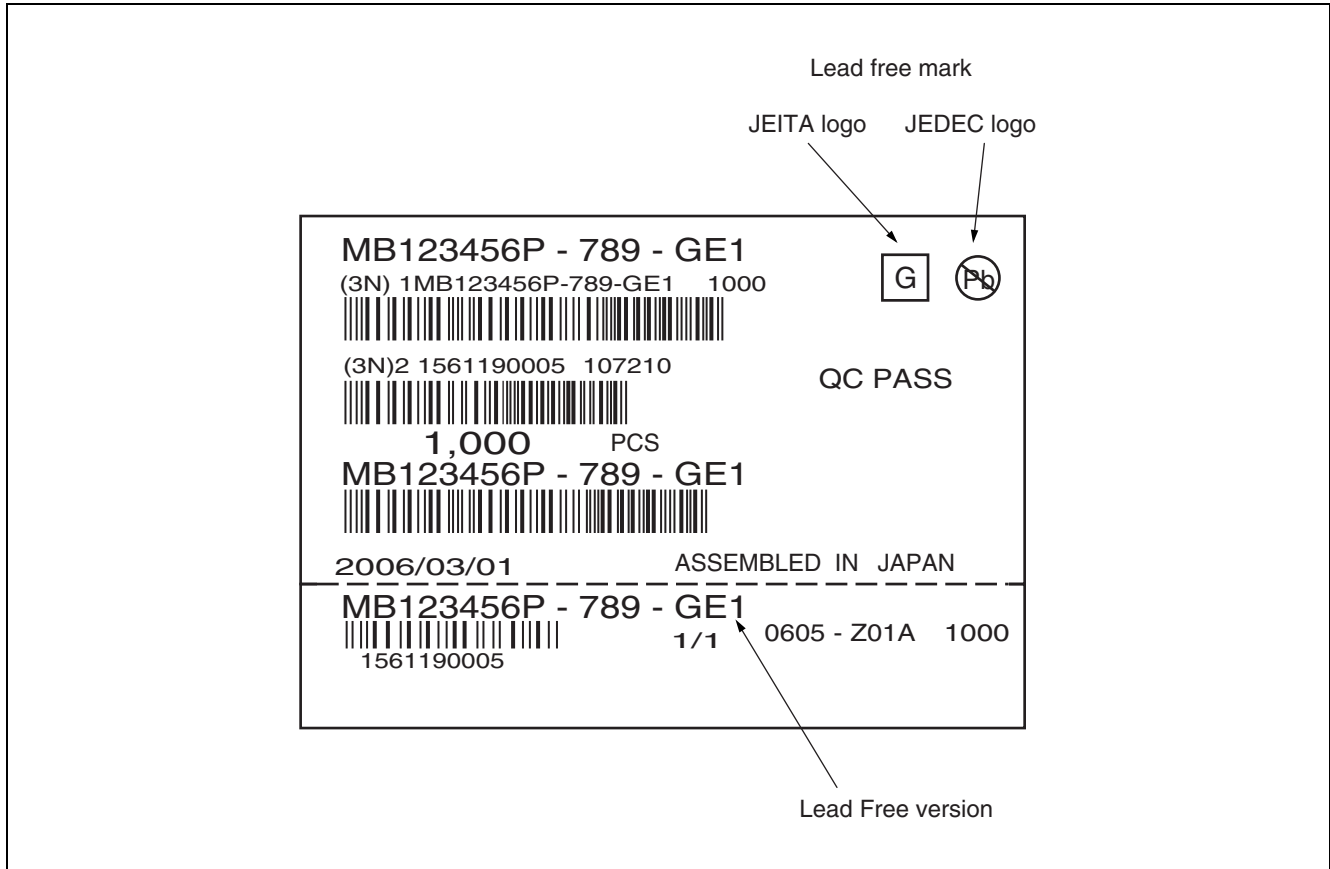 Lead free mark
JEITA logo JEDEC logo
MB123456P - 789 - GE1
(3N) 1MB123456P-789-GE1 1000
G Pb
(3N)2 1561190005 107210
QC PASS
1,000 PCS
MB123456P - 789 - GE1
2006/03/01 ASSEMBLED IN JAPAN
MB123456P - 789 - GE1
1/1 0605 - Z01A 1000
1561190005
Lead Free version